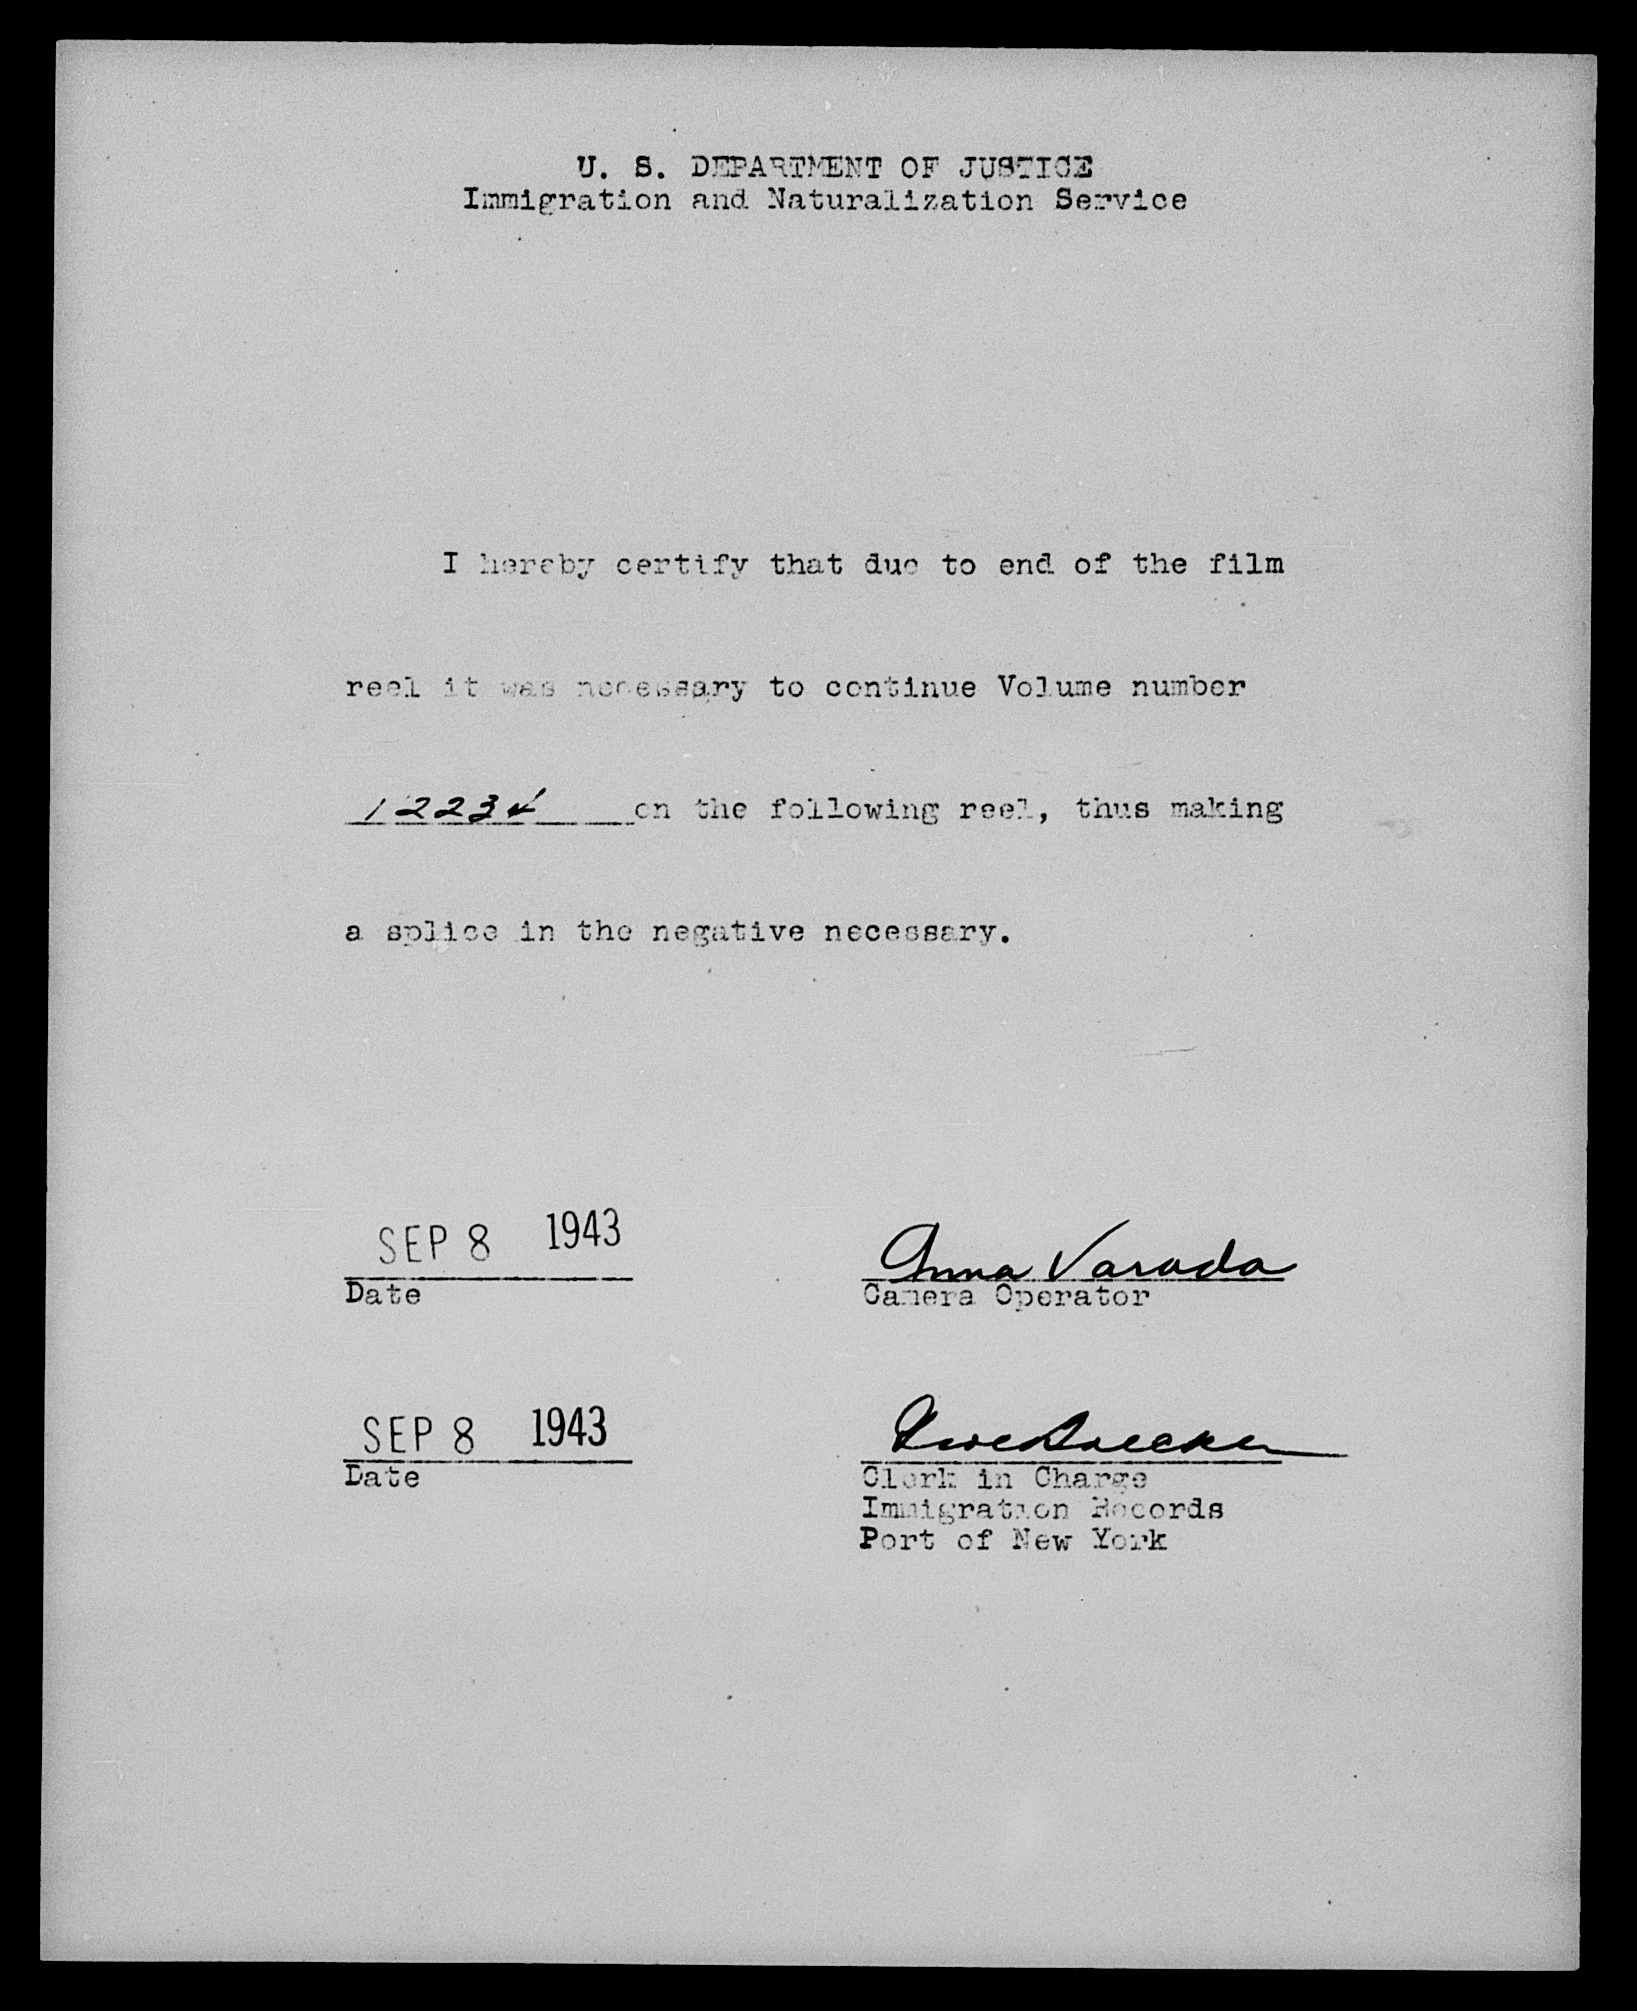 U. S. DEPARTMENT OF JUSTICE
Immigration and Naturalization Service
I hereby certify that due to end of the film
reel it was necessary to continue Volume number
12234 on the following reel, thus making
a splice in the negative necessary.
SEP 8 1943
Date
Anna Varada
Camera Operator
SEP 8 1943
Date
Clerk in Charge
Immigration Records
Port of New York